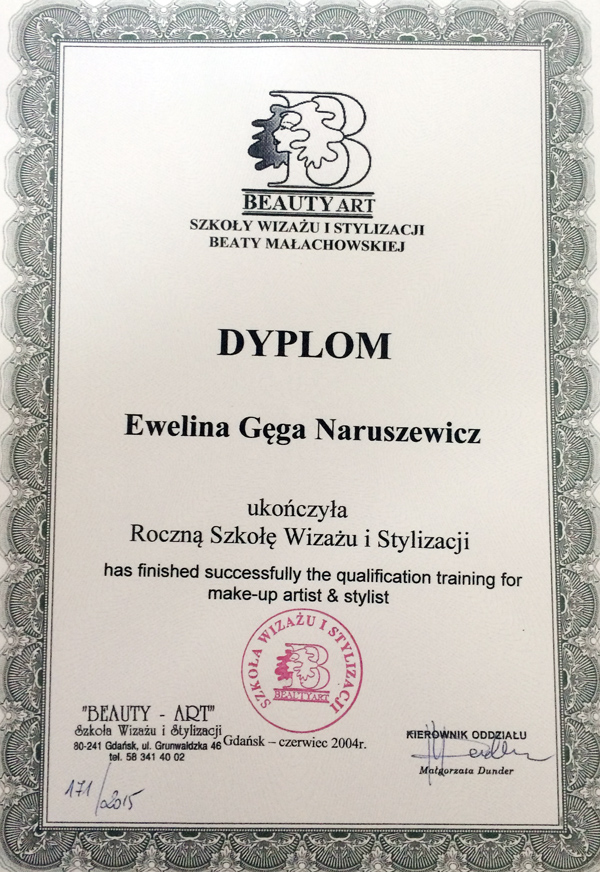 B
BEAUTY ART
SZKOŁY WIZAŻU I STYLIZACJI
BEATY MAŁACHOWSKIEJ
DYPLOM
Ewelina Gęga Naruszewicz
ukończyła
Roczną Szkołę Wizażu i Stylizacji
has finished successfully the qualification training for
make-up artist & stylist
SZKOŁA WIZAŻU I STYLIZACJI
B
BEAUTY ART
"BEAUTY - ART"
Szkoła Wizażu i Stylizacji
80-241 Gdańsk, ul. Grunwaldzka 46
tel. 58 341 40 02
Gdańsk – czerwiec 2004r.
KIEROWNIK ODDZIAŁU
Małgorzata Dunder
171/2015